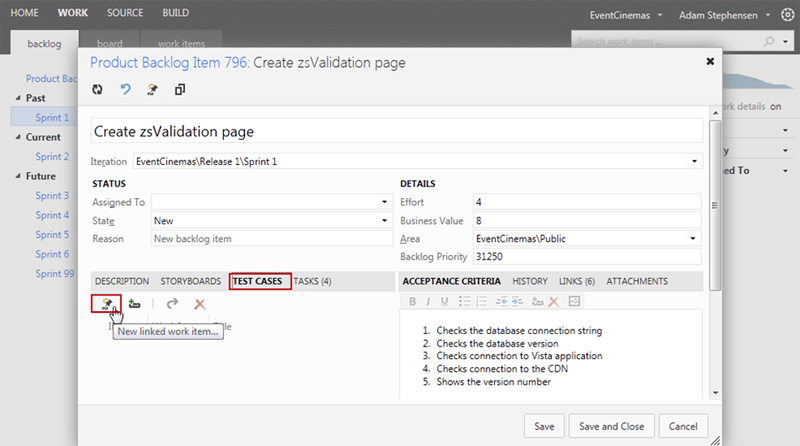 HOME WORK SOURCE BUILD EventCinemas Adam Stephensen
backlog board work items Search work items...
Product Backlog Item 796: Create zsValidation page
Product Bac
Past
Sprint 1
Current
Sprint 2
Future
Sprint 3
Sprint 4
Sprint 5
Sprint 6
Sprint 99
rk details on
ry
ned To
Create zsValidation page
Iteration EventCinemas\Release 1\Sprint 1
STATUS
Assigned To
State New
Reason New backlog item
DETAILS
Effort 4
Business Value 8
Area EventCinemas\Public
Backlog Priority 31250
DESCRIPTION STORYBOARDS TEST CASES TASKS (4)
New linked work item...
ACCEPTANCE CRITERIA HISTORY LINKS (6) ATTACHMENTS
B I U
1. Checks the database connection string
2. Checks the database version
3. Checks connection to Vista application
4. Checks connection to the CDN
5. Shows the version number
Save Save and Close Cancel